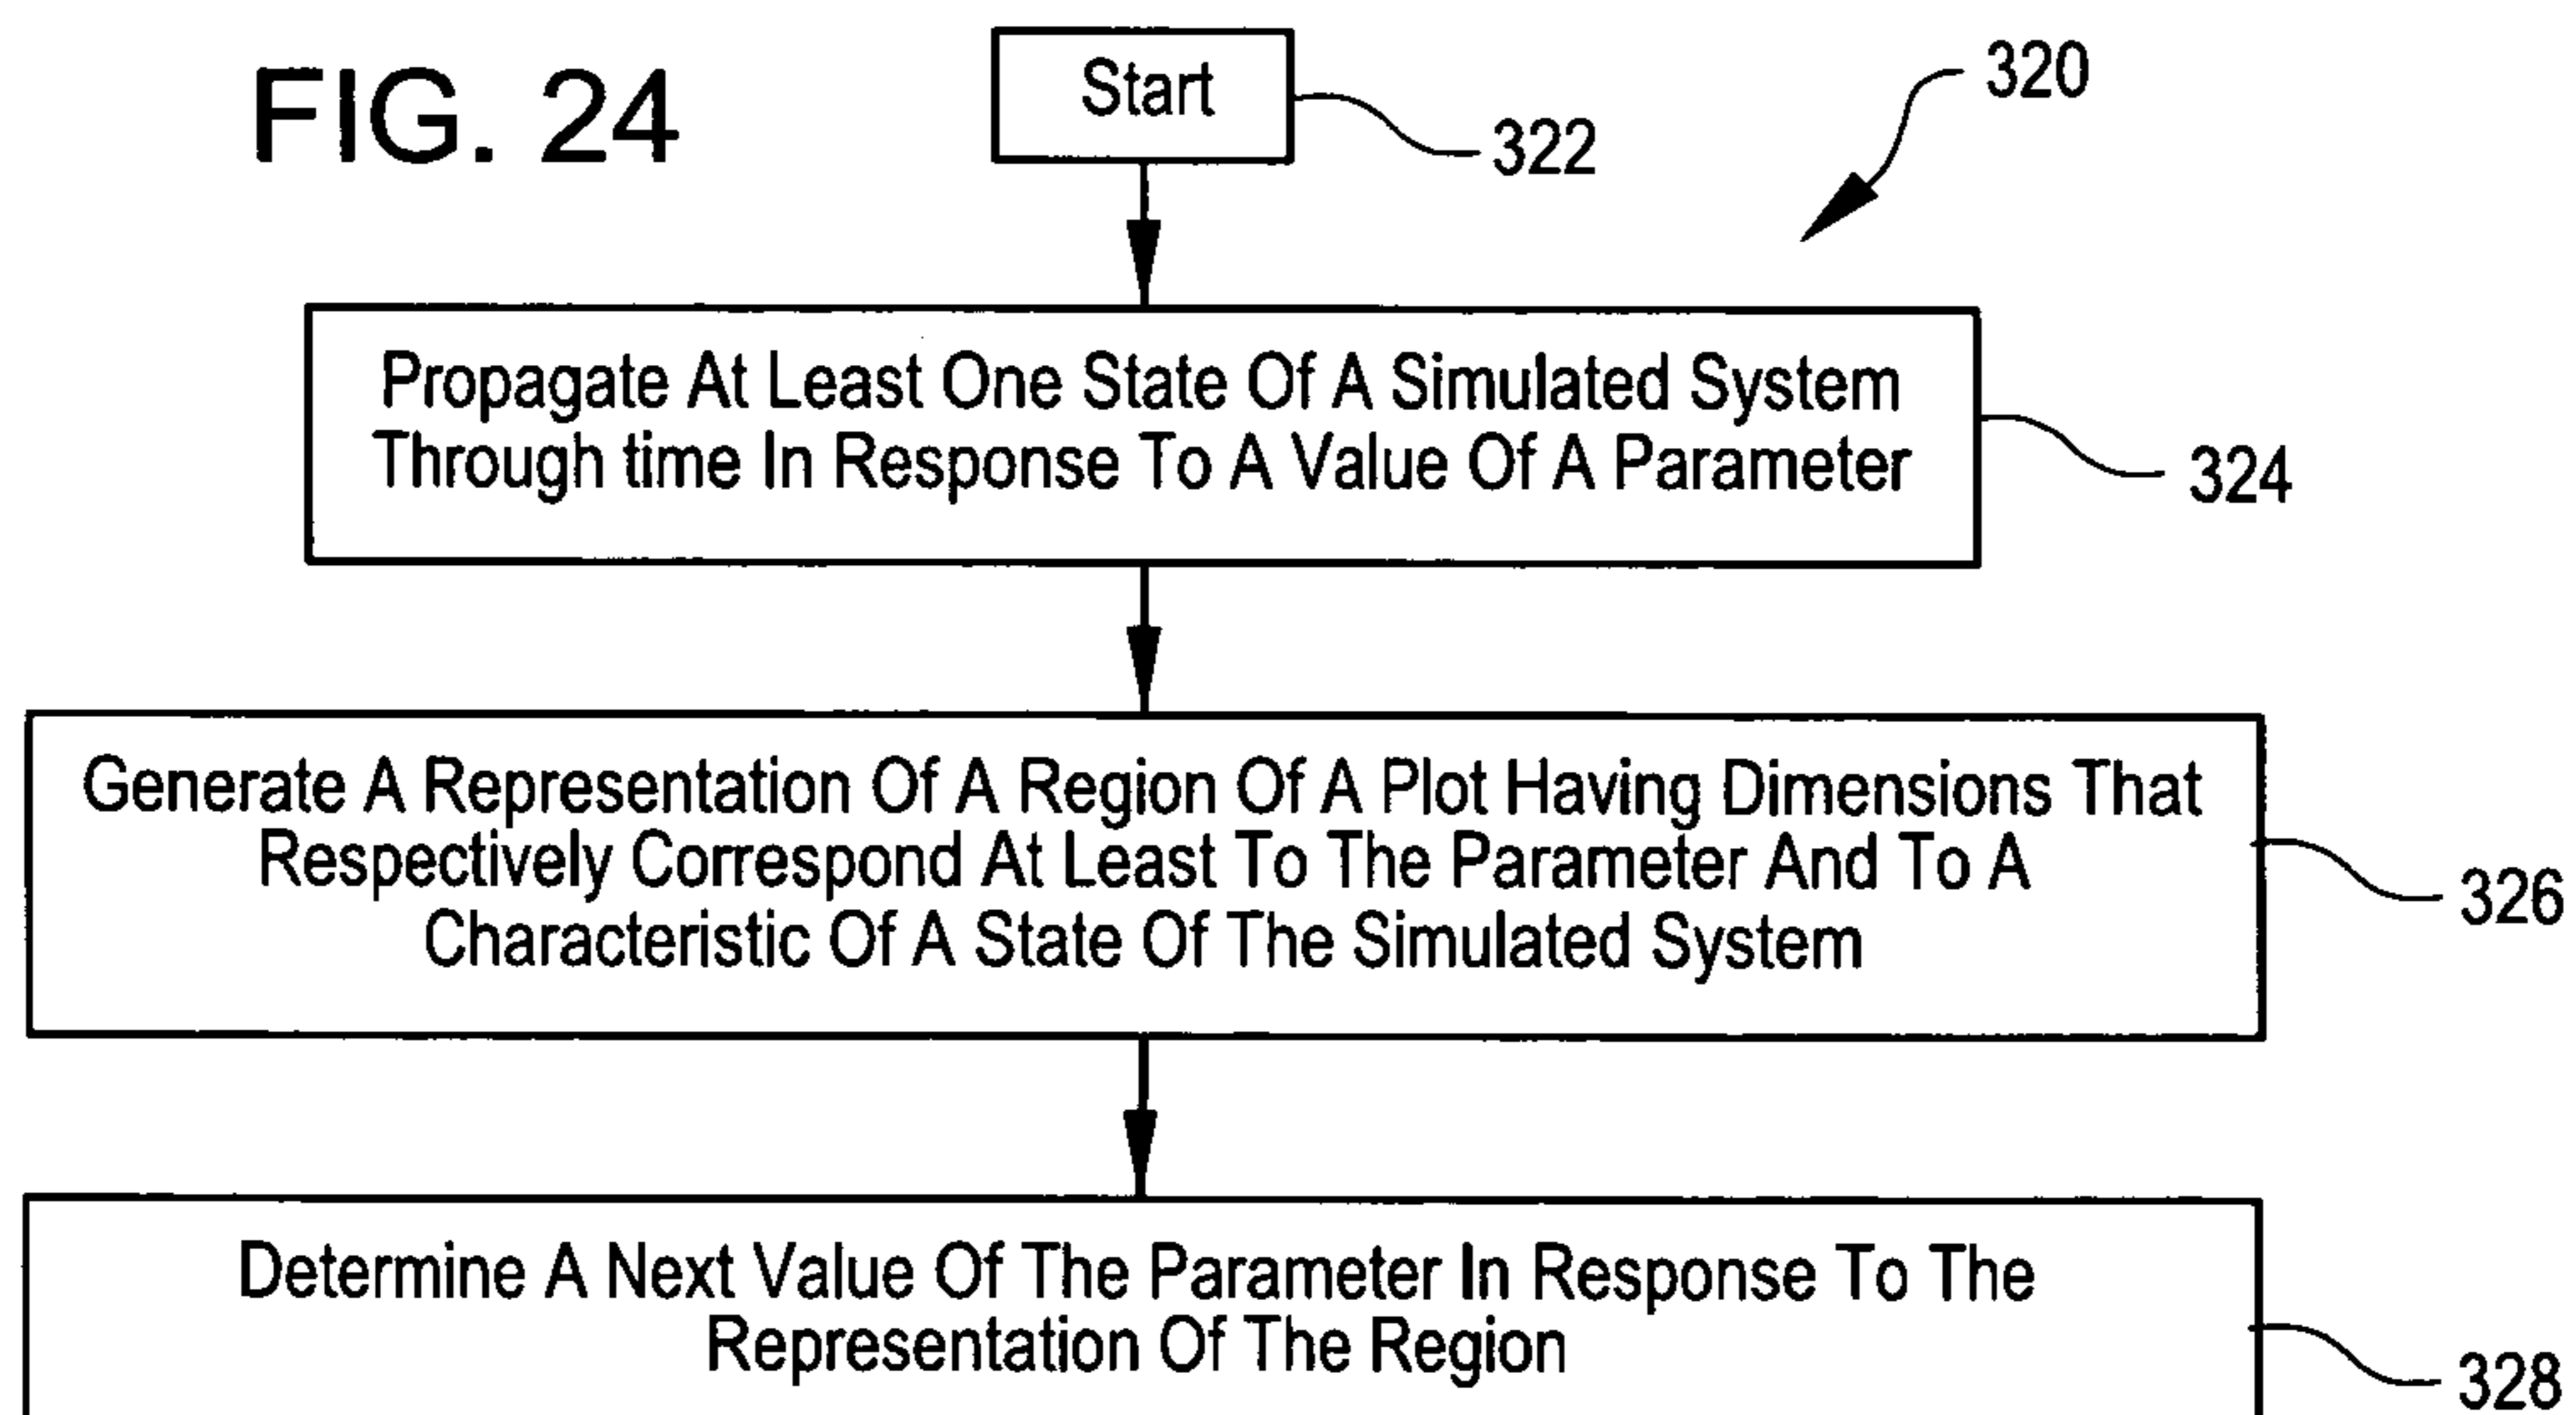 FIG. 24
Start
320
322
Propagate At Least One State Of A Simulated System
Through time In Response To A Value Of A Parameter
324
Generate A Representation Of A Region Of A Plot Having Dimensions That
Respectively Correspond At Least To The Parameter And To A
Characteristic Of A State Of The Simulated System
326
Determine A Next Value Of The Parameter In Response To The
Representation Of The Region
328